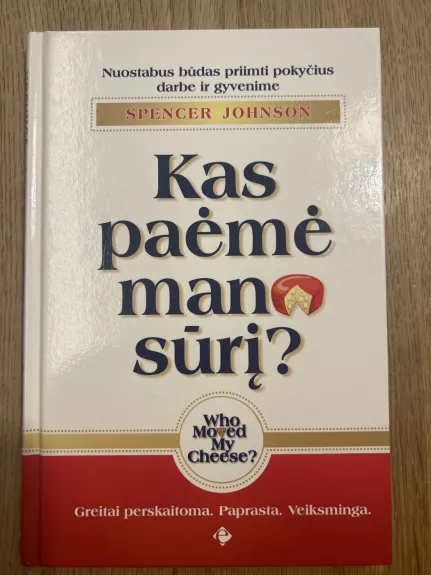 Nuostabus būdas priimti pokyčius
darbe ir gyvenime
SPENCER JOHNSON
Kas
paėmė
mano
sūrį?
Who
Moved
My
Cheese?
Greitai perskaitoma. Paprasta. Veiksminga.
e